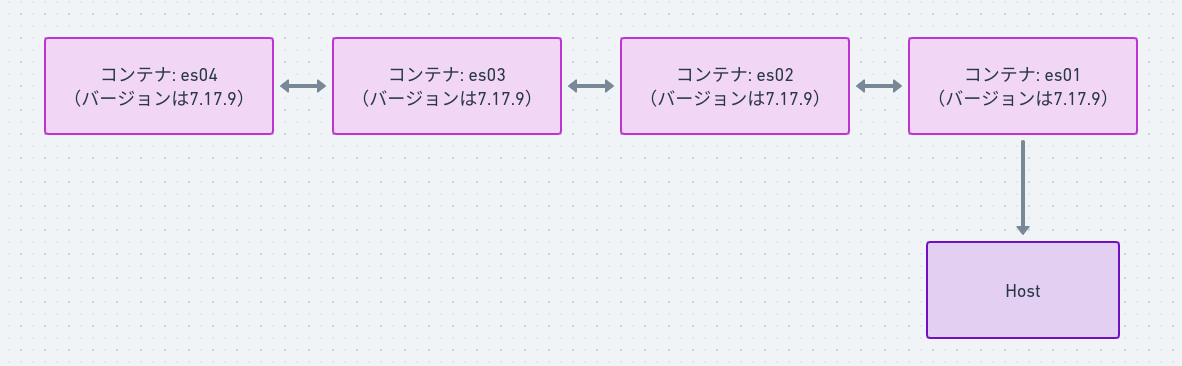 コンテナ: es04
（バージョンは7.17.9）
コンテナ: es03
（バージョンは7.17.9）
コンテナ: es02
（バージョンは7.17.9）
コンテナ: es01
（バージョンは7.17.9）
Host